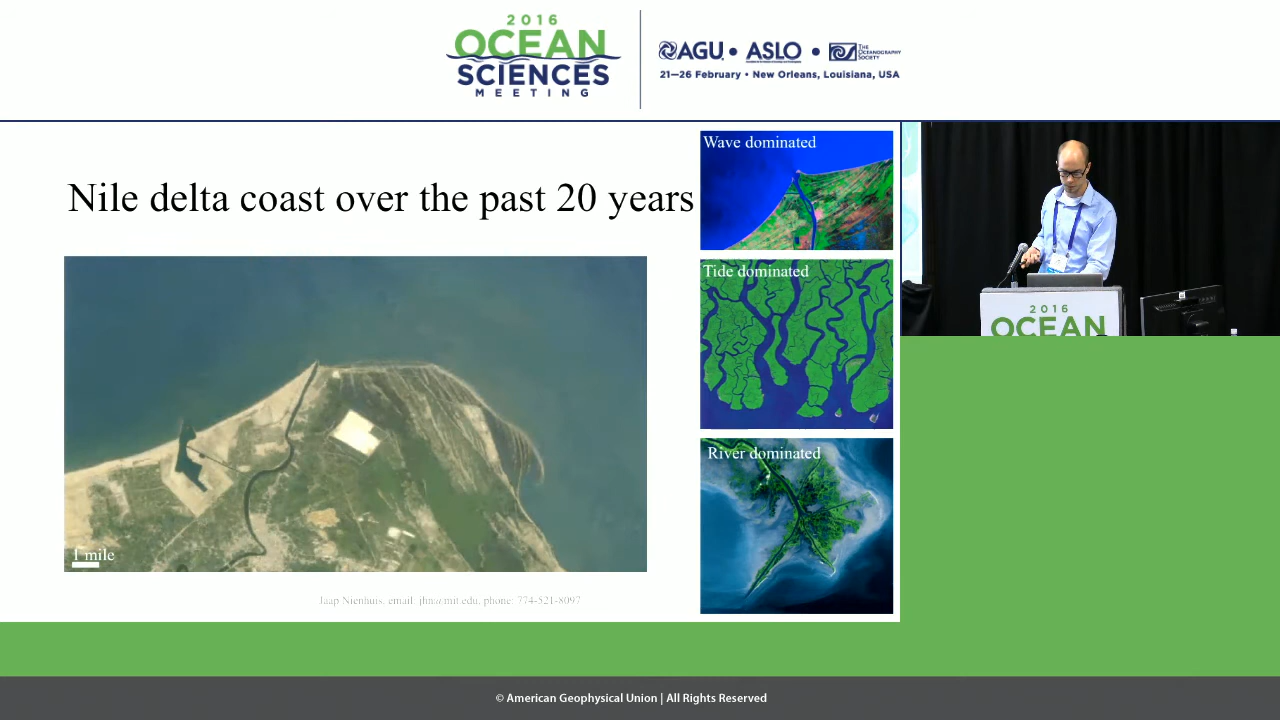 2016
OCEAN
SCIENCES
MEETING
AGU • ASLO • THE OCEANOGRAPHY SOCIETY
21–26 February • New Orleans, Louisiana, USA
Nile delta coast over the past 20 years
Wave dominated
Tide dominated
River dominated
1 mile
Jaap Nienhuis, email: jhn@mit.edu, phone: 774-521-8097
2016
OCEAN
© American Geophysical Union | All Rights Reserved